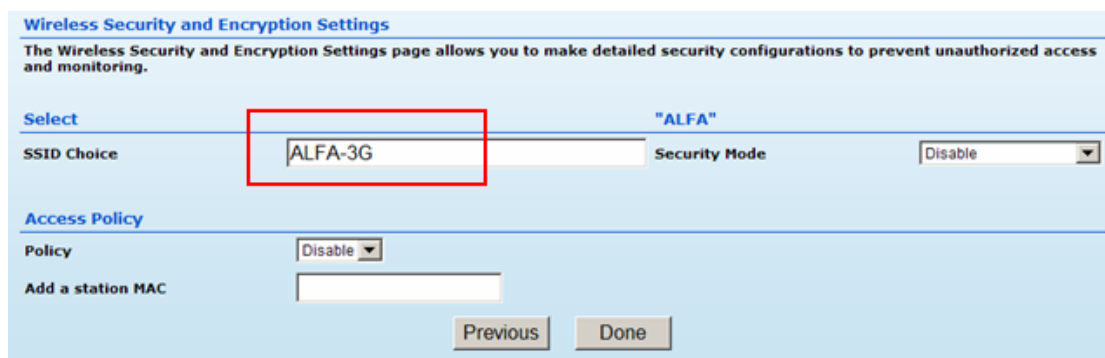 Wireless Security and Encryption Settings
The Wireless Security and Encryption Settings page allows you to make detailed security configurations to prevent unauthorized access
and monitoring.
Select "ALFA"
SSID Choice ALFA-3G Security Mode Disable
Access Policy
Policy Disable
Add a station MAC
Previous Done